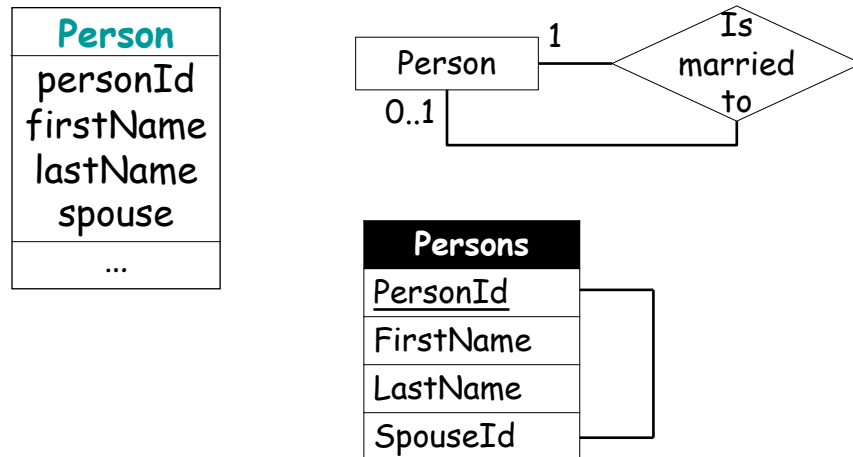 Person
personId
firstName
lastName
spouse
...
Person
1
0..1
Is
married
to
Persons
PersonId
FirstName
LastName
SpouseId